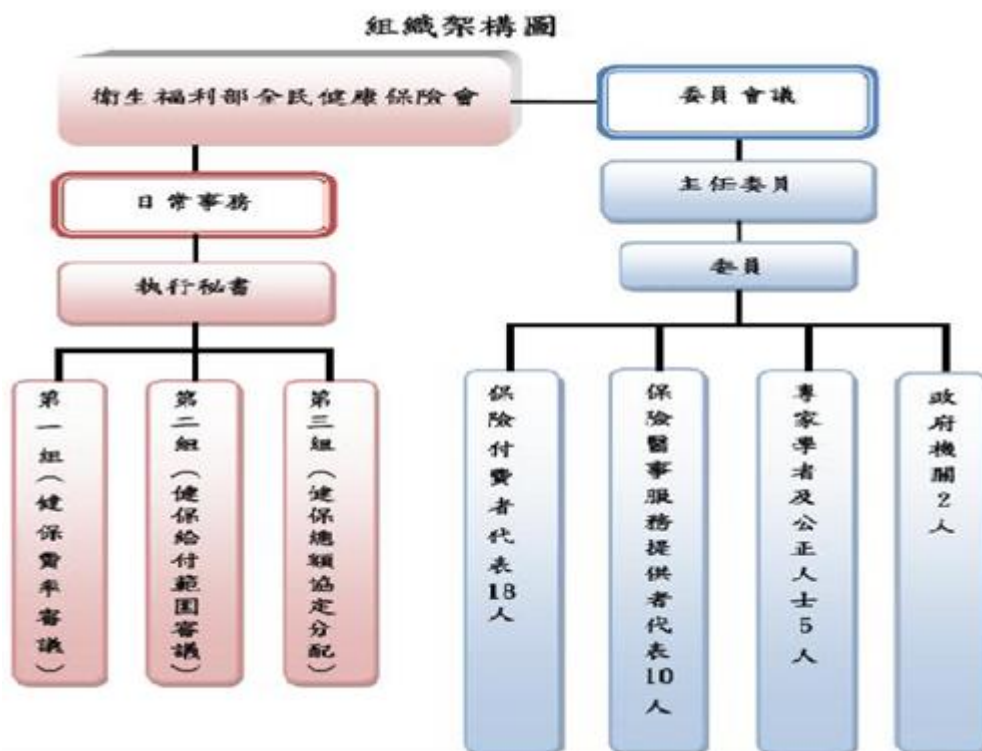 組織架構圖
衛生福利部全民健康保險會
委員會議
日常事務
主任委員
執行秘書
委員
第一組(健保費率審議)
第二組(健保給付範圍審議)
第三組(健保總額協定分配)
保險付費者代表18人
保險醫事服務提供者代表10人
專家學者及公正人士5人
政府機關2人